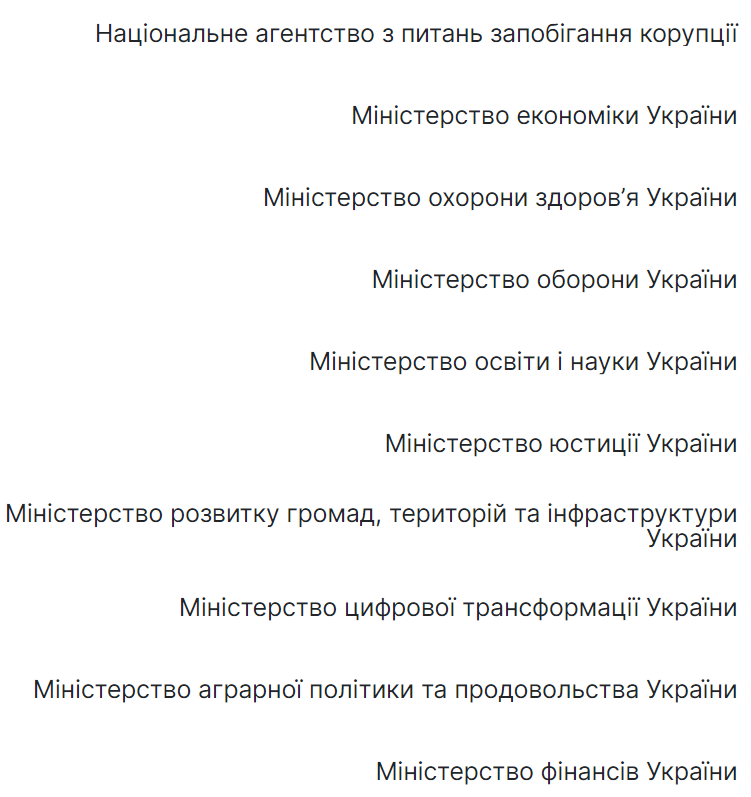 Національне агентство з питань запобігання корупції
Міністерство економіки України
Міністерство охорони здоров’я України
Міністерство оборони України
Міністерство освіти і науки України
Міністерство юстиції України
Міністерство розвитку громад, територій та інфраструктури
України
Міністерство цифрової трансформації України
Міністерство аграрної політики та продовольства України
Міністерство фінансів України